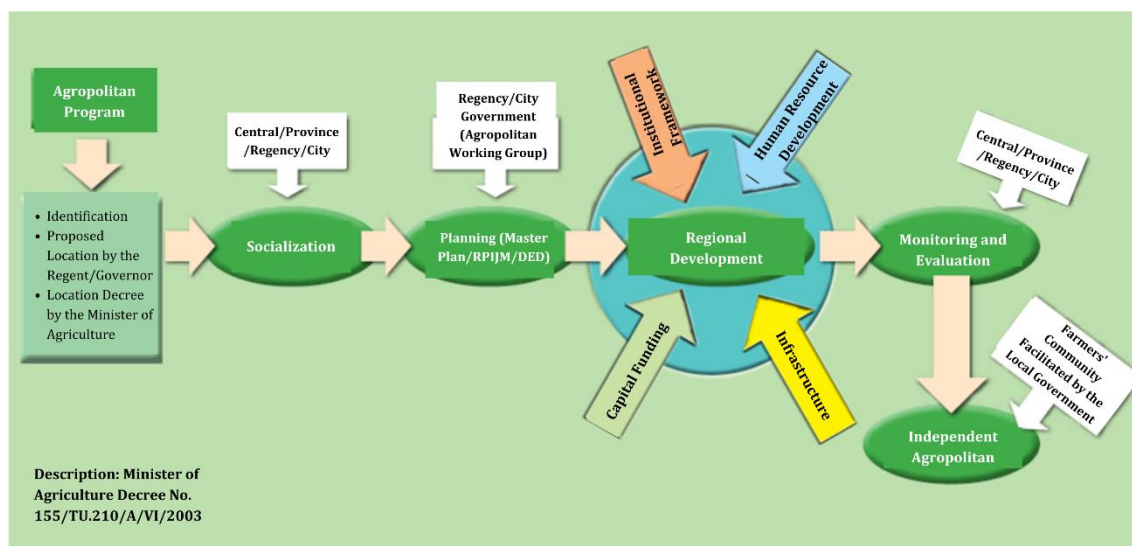 Agropolitan
Program
• Identification
• Proposed
Location by the
Regent/Governor
• Location Decree
by the Minister of
Agriculture
Central/Province
/Regency/City
Socialization
Regency/City
Government
(Agropolitan
Working Group)
Planning (Master
Plan/RPIJM/DED)
Institutional
Framework
Human Resource
Development
Regional
Development
Capital Funding
Infrastructure
Central/Province
/Regency/City
Monitoring and
Evaluation
Farmers'
Community
Facilitated by the
Local Government
Independent
Agropolitan
Description: Minister of
Agriculture Decree No.
155/TU.210/A/VI/2003